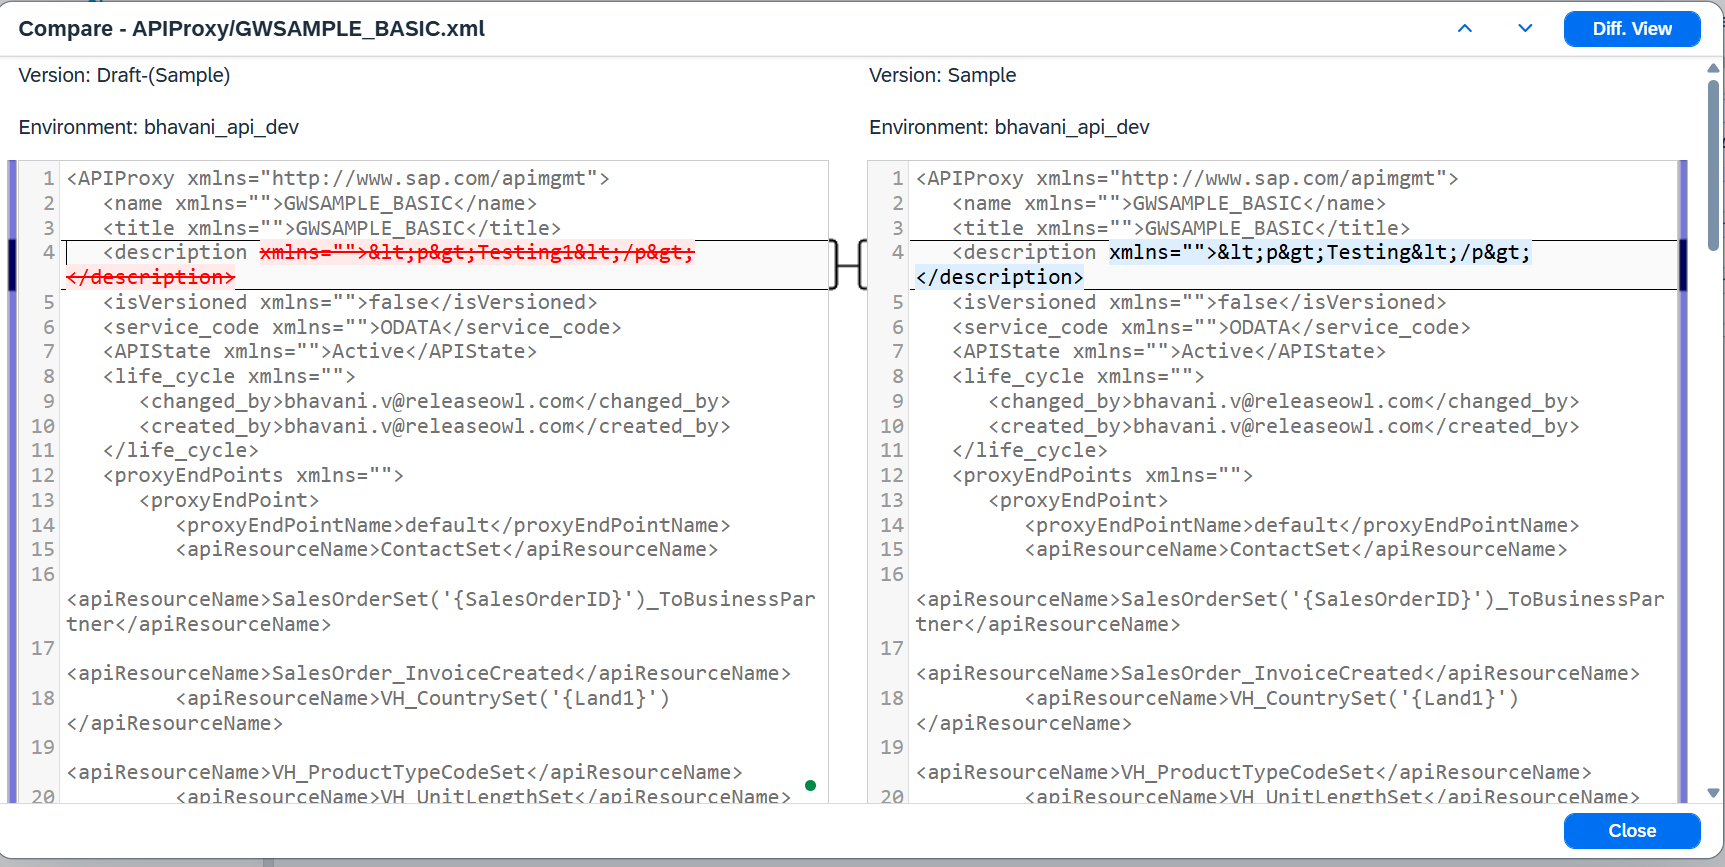 Compare - APIProxy/GWSAMPLE_BASIC.xml
Diff. View
Version: Draft-(Sample)
Environment: bhavani_api_dev
1 <APIProxy xmlns="http://www.sap.com/apimgmt">
2 <name xmlns="">GWSAMPLE_BASIC</name>
3 <title xmlns="">GWSAMPLE_BASIC</title>
4 <description xmlns="">&lt;p&gt;Testing1&lt;/p&gt;
</description>
5 <isVersioned xmlns="">false</isVersioned>
6 <service_code xmlns="">ODATA</service_code>
7 <APIState xmlns="">Active</APIState>
8 <life_cycle xmlns="">
9 <changed_by>bhavani.v@releaseowl.com</changed_by>
10 <created_by>bhavani.v@releaseowl.com</created_by>
11 </life_cycle>
12 <proxyEndPoints xmlns="">
13 <proxyEndPoint>
14 <proxyEndPointName>default</proxyEndPointName>
15 <apiResourceName>ContactSet</apiResourceName>
16
<apiResourceName>SalesOrderSet('{SalesOrderID}')_ToBusinessPar
tner</apiResourceName>
17
<apiResourceName>SalesOrder_InvoiceCreated</apiResourceName>
18 <apiResourceName>VH_CountrySet('{Land1}')
</apiResourceName>
19
<apiResourceName>VH_ProductTypeCodeSet</apiResourceName>
20 <apiResourceName>VH_UnitLengthSet</apiResourceName>
Version: Sample
Environment: bhavani_api_dev
1 <APIProxy xmlns="http://www.sap.com/apimgmt">
2 <name xmlns="">GWSAMPLE_BASIC</name>
3 <title xmlns="">GWSAMPLE_BASIC</title>
4 <description xmlns="">&lt;p&gt;Testing&lt;/p&gt;
</description>
5 <isVersioned xmlns="">false</isVersioned>
6 <service_code xmlns="">ODATA</service_code>
7 <APIState xmlns="">Active</APIState>
8 <life_cycle xmlns="">
9 <changed_by>bhavani.v@releaseowl.com</changed_by>
10 <created_by>bhavani.v@releaseowl.com</created_by>
11 </life_cycle>
12 <proxyEndPoints xmlns="">
13 <proxyEndPoint>
14 <proxyEndPointName>default</proxyEndPointName>
15 <apiResourceName>ContactSet</apiResourceName>
16
<apiResourceName>SalesOrderSet('{SalesOrderID}')_ToBusinessPar
tner</apiResourceName>
17
<apiResourceName>SalesOrder_InvoiceCreated</apiResourceName>
18 <apiResourceName>VH_CountrySet('{Land1}')
</apiResourceName>
19
<apiResourceName>VH_ProductTypeCodeSet</apiResourceName>
20 <apiResourceName>VH_UnitLengthSet</apiResourceName>
Close